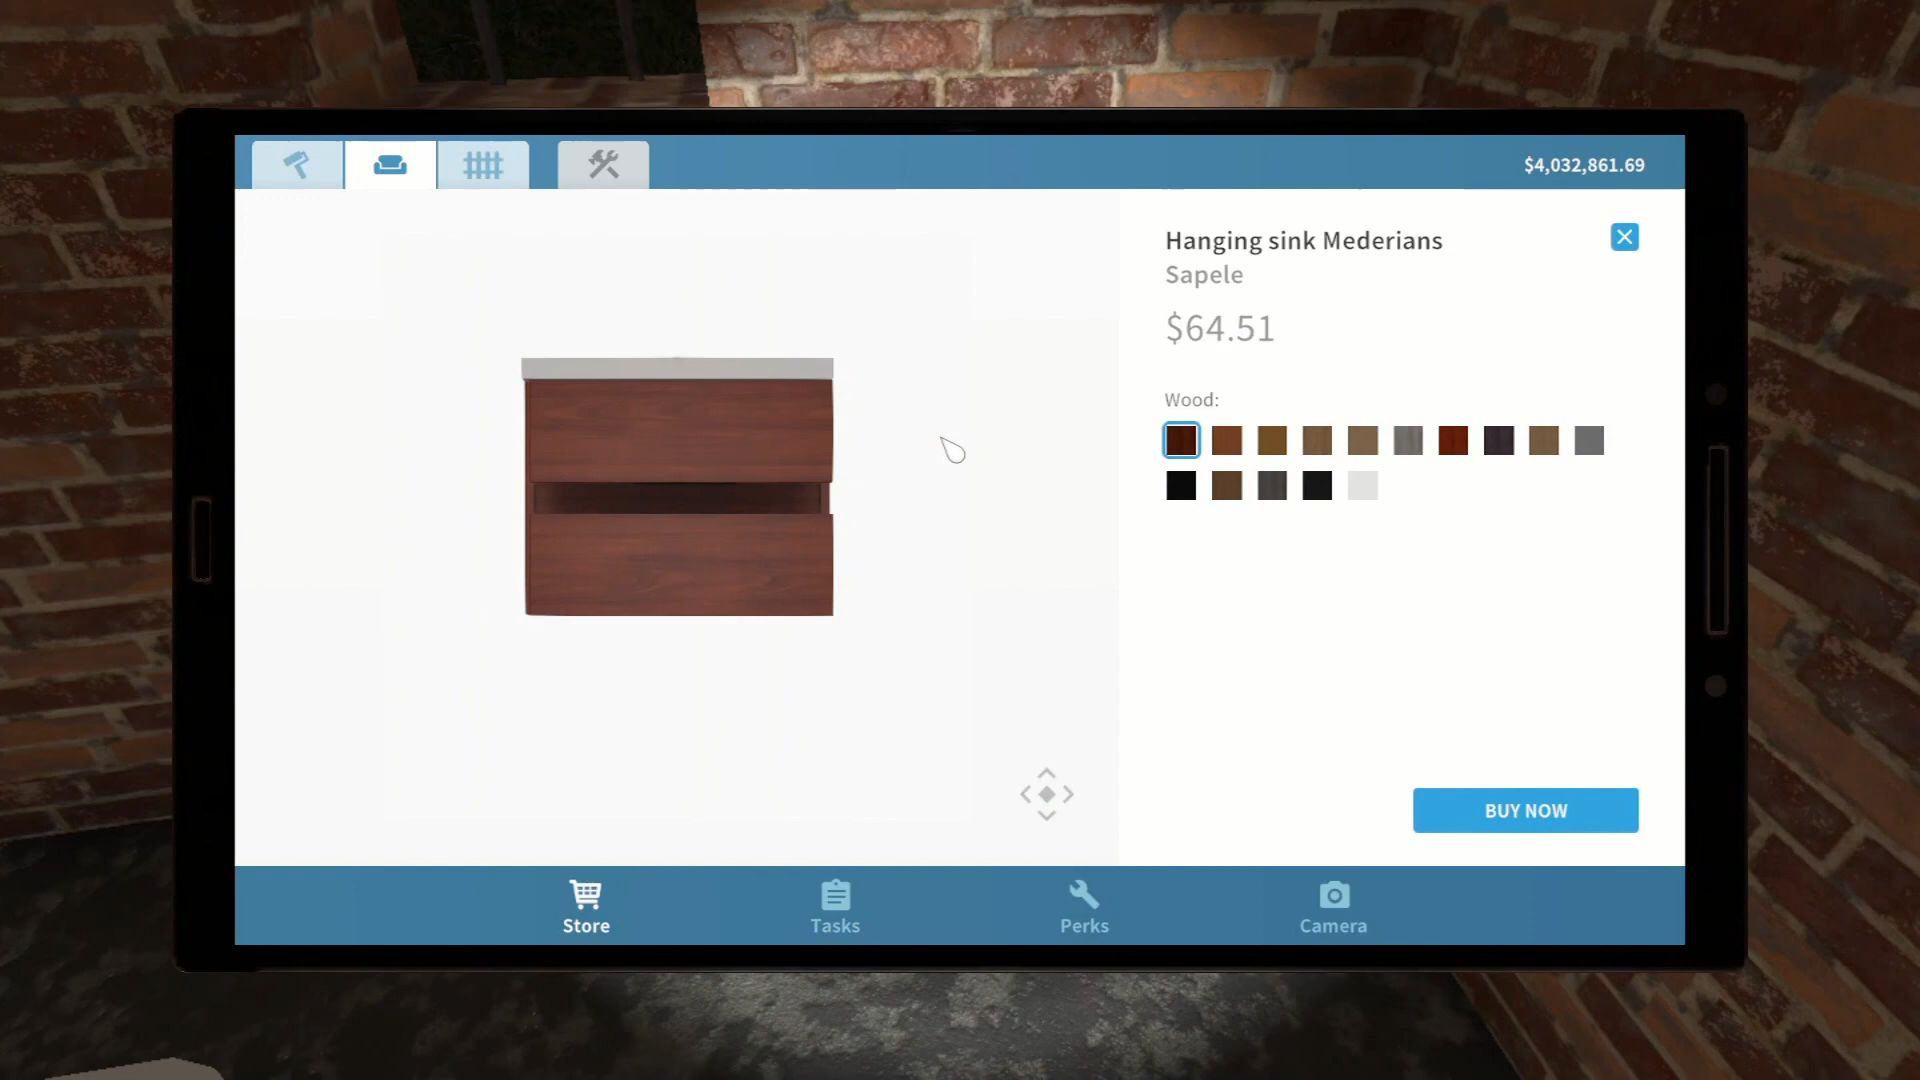 $4,032,861.69
Hanging sink Mederians
Sapele
$64.51
Wood:
BUY NOW
Store
Tasks
Perks
Camera